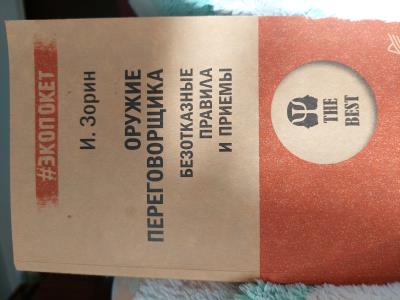 #ЭКОПОКЕТ
И. Зорин
ОРУЖИЕ
ПЕРЕГОВОРЩИКА
БЕЗОТКАЗНЫЕ
ПРАВИЛА
И ПРИЕМЫ
THE
BEST